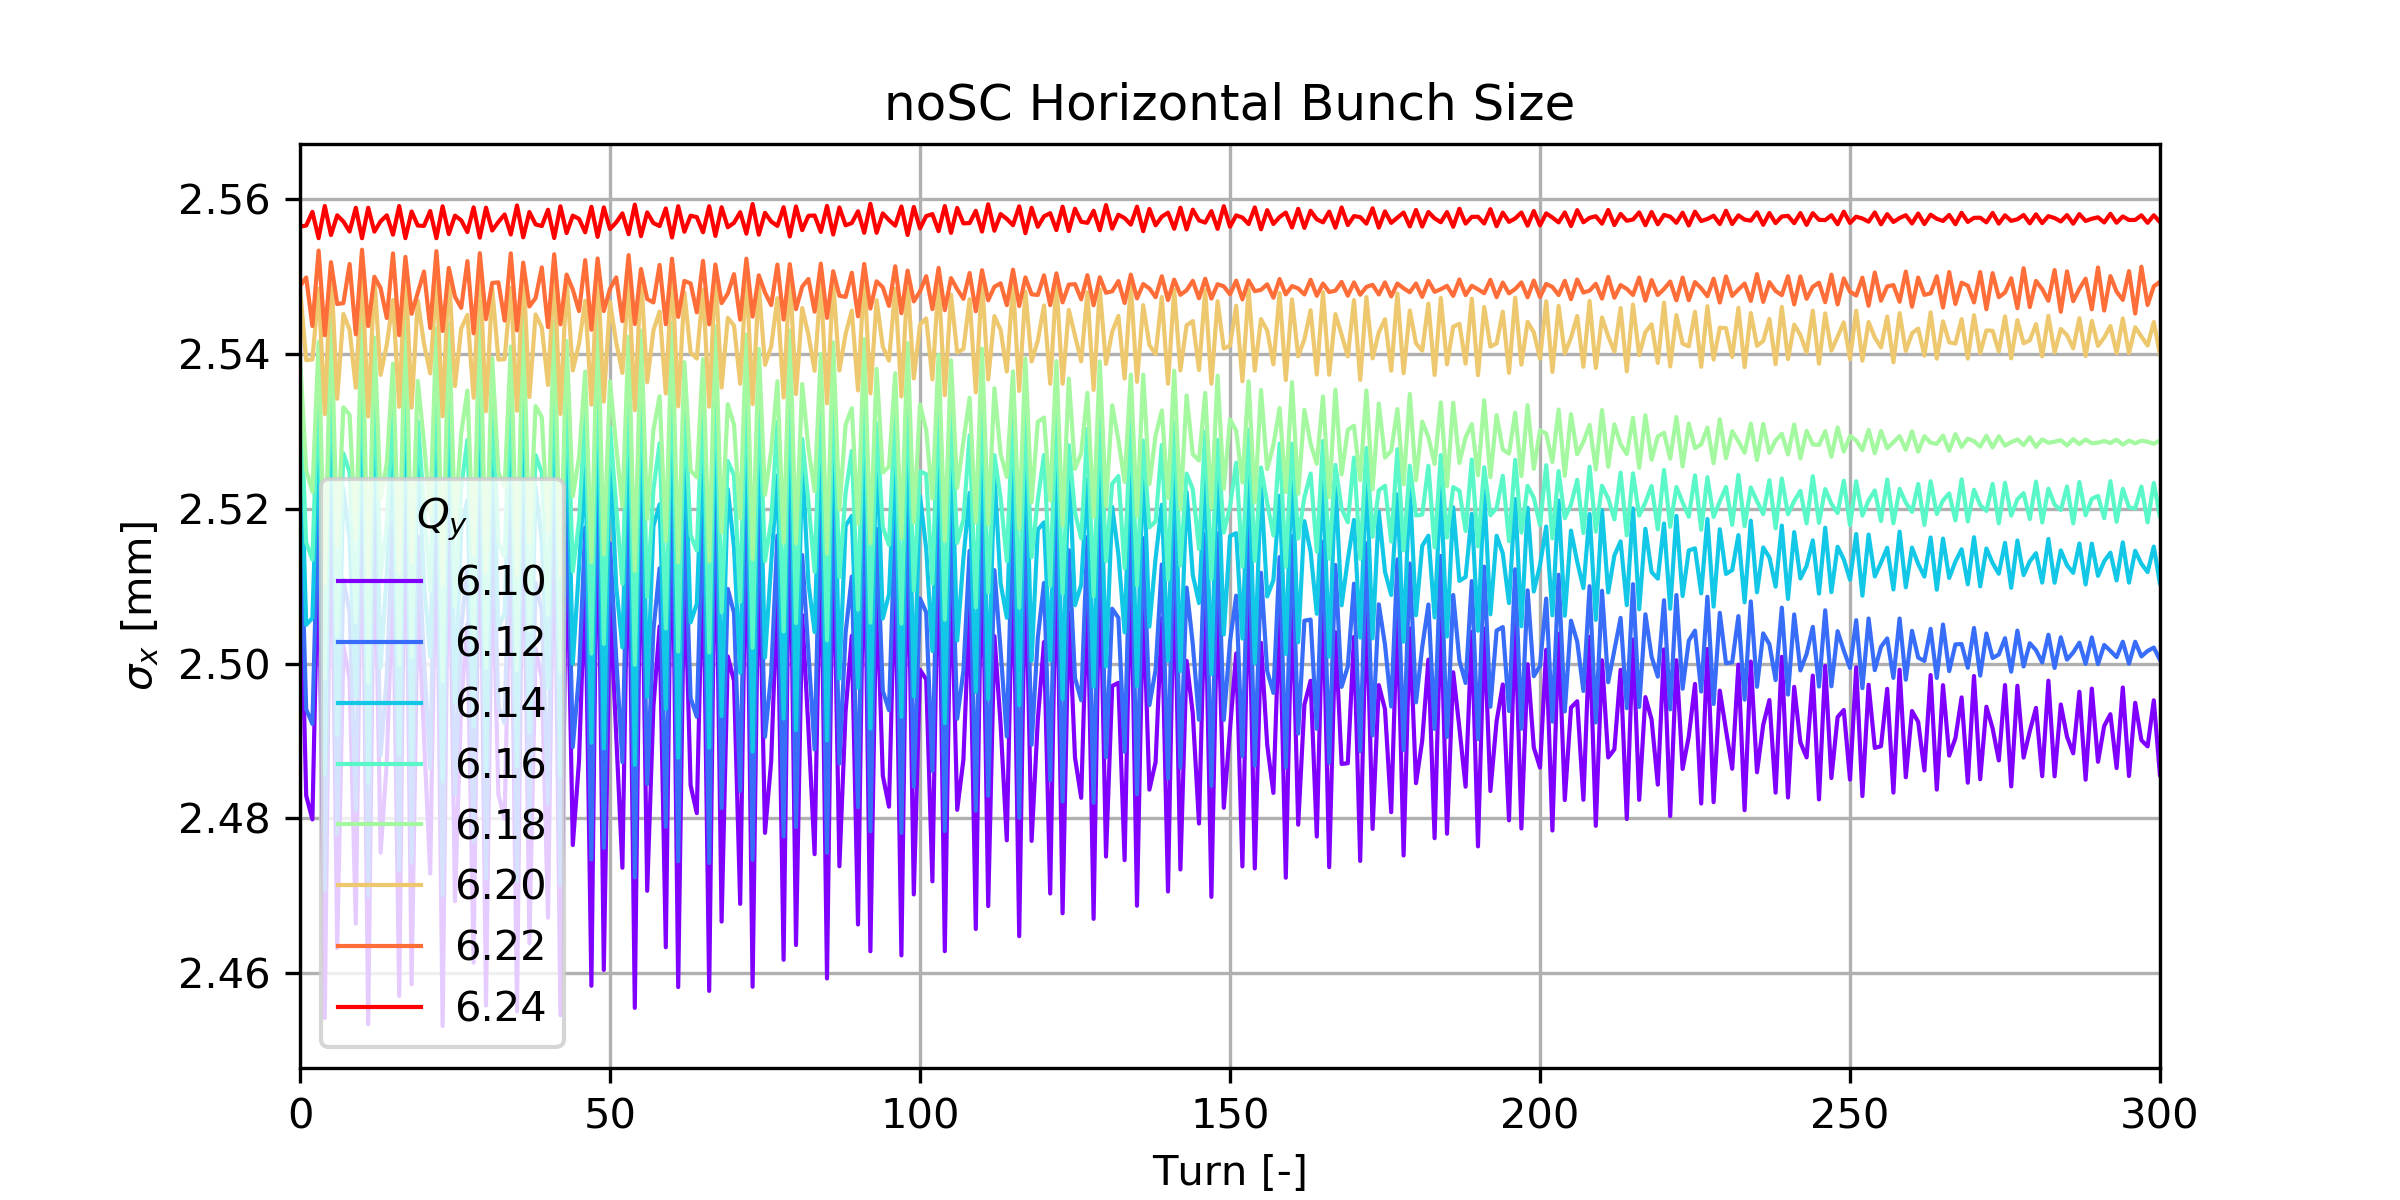 noSC Horizontal Bunch Size
σx [mm]
2.56
2.54
2.52
2.50
2.48
2.46
Qy
6.10
6.12
6.14
6.16
6.18
6.20
6.22
6.24
0 50 100 150 200 250 300
Turn [-]